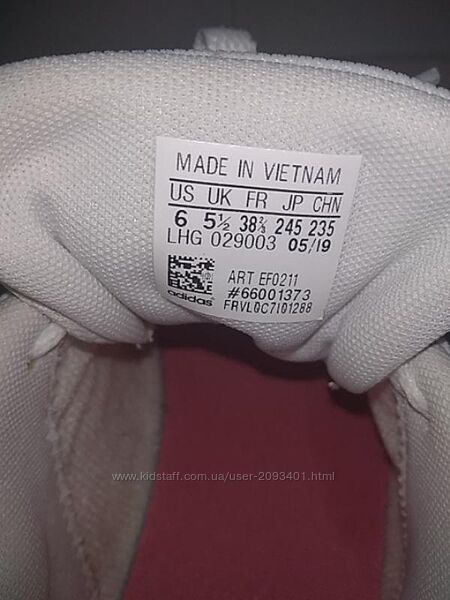 MADE IN VIETNAM
US UK FR JP CHN
6 5½ 38⅔ 245 235
LHG 029003 05/19
ART EF0211
#66001373
adidas FRVLQC7I01288
www.kidstaff.com.ua/user-2093401.html